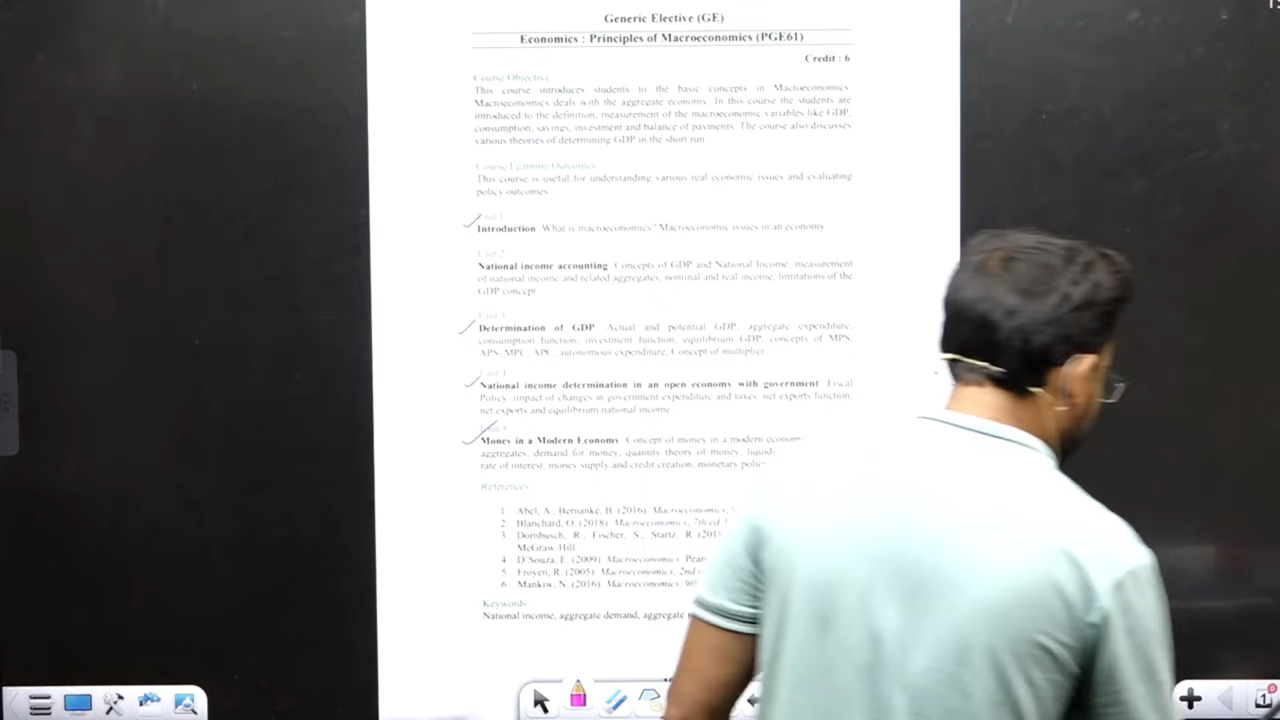 Generic Elective (GE)
Economics : Principles of Macroeconomics (PGE61)
Credit : 6
Course Objective
This course introduces students to the basic concepts in Macroeconomics.
Macroeconomics deals with the aggregate economy. In this course the students are
introduced to the definition, measurement of the macroeconomic variables like GDP,
consumption, savings, investment and balance of payments. The course also discusses
various theories of determining GDP in the short run.
Course Learning Outcomes
This course is useful for understanding various real economic issues and evaluating
policy outcomes.
Unit 1
Introduction What is macroeconomics? Macroeconomic issues in an economy
Unit 2
National income accounting Concepts of GDP and National Income, measurement
of national income and related aggregates, nominal and real income, limitations of the
GDP concept
Unit 3
Determination of GDP Actual and potential GDP, aggregate expenditure,
consumption function, investment function, equilibrium GDP, concepts of MPS,
APS, MPC, APC, autonomous expenditure, Concept of multiplier
Unit 4
National income determination in an open economy with government Fiscal
Policy impact of changes in government expenditure and taxes, net exports function,
net exports and equilibrium national income
Unit 5
Money in a Modern Economy Concept of money in a modern econom
aggregates, demand for money, quantity theory of money, liquid
rate of interest, money supply and credit creation, monetary polic
References
1 Abel, A., Bernanke, B. (2016). Macroeconomics,
2 Blanchard, O. (2018). Macroeconomics, 7th ed.
3 Dornbusch, R., Fischer, S., Startz, R. (201
McGraw-Hill
4 D'Souza, E. (2009). Macroeconomics. Pears
5 Froyen, R. (2005). Macroeconomics, 2nd
6 Mankiw, N. (2016). Macroeconomics, 9th
Keywords
National income, aggregate demand, aggregate
1